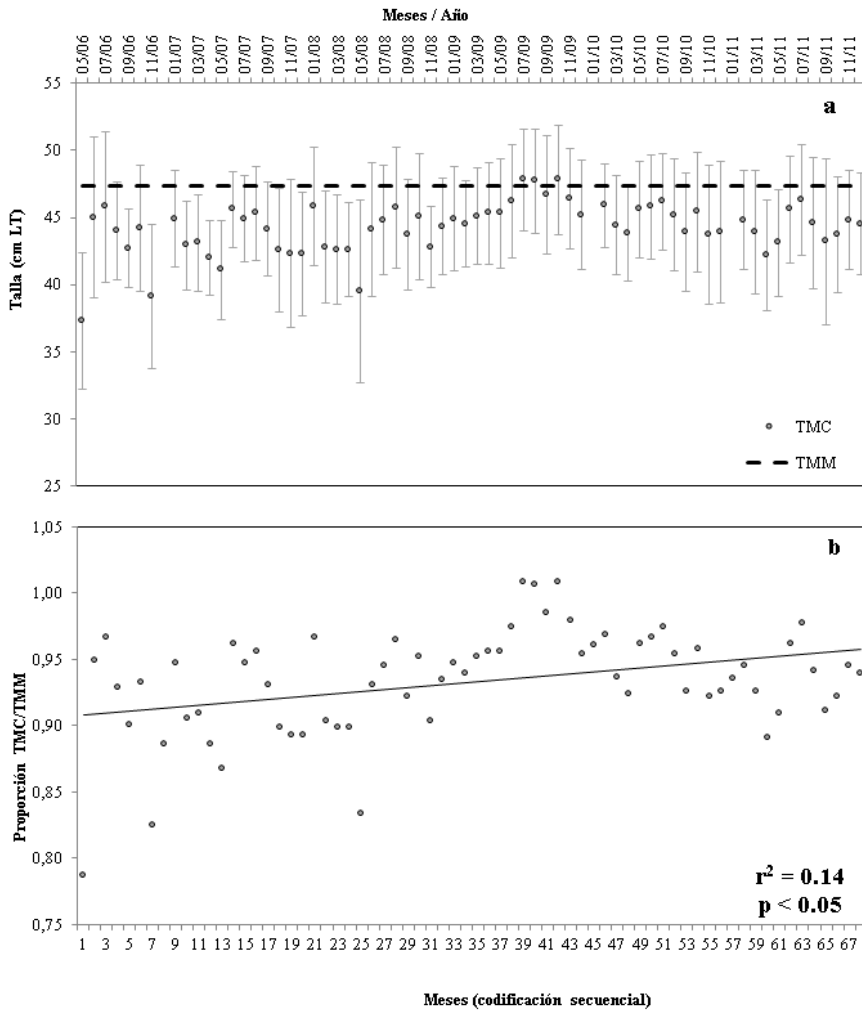 Meses / Año
05/06 07/06 09/06 11/06 01/07 03/07 05/07 07/07 09/07 11/07 01/08 03/08 05/08 07/08 09/08 11/08 01/09 03/09 05/09 07/09 09/09 11/09 01/10 03/10 05/10 07/10 09/10 11/10 01/11 03/11 05/11 07/11 09/11 11/11
a
Talla (cm LT)
55
50
45
40
35
30
25
TMC
TMM
b
Proporción TMC/TMM
1,05
1,00
0,95
0,90
0,85
0,80
0,75
r² = 0.14
p < 0.05
1 3 5 7 9 11 13 15 17 19 21 23 25 27 29 31 33 35 37 39 41 43 45 47 49 51 53 55 57 59 61 63 65 67
Meses (codificación secuencial)